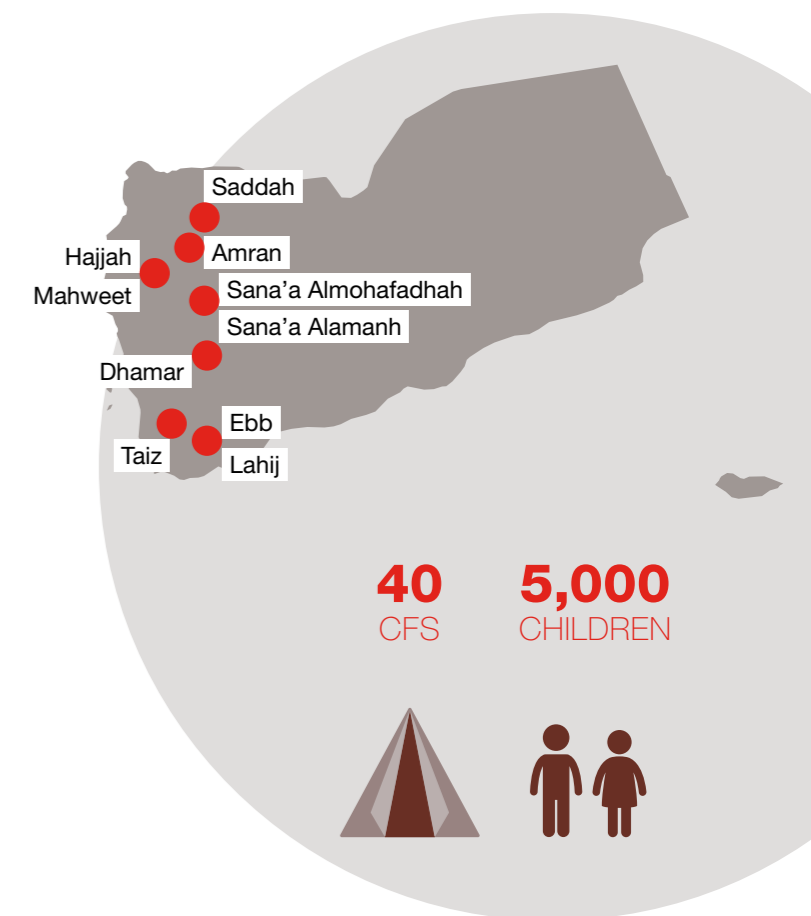 Saddah
Amran
Hajjah
Mahweet
Sana’a Almohafadhah
Sana’a Alamanh
Dhamar
Ebb
Taiz
Lahij
40
CFS
5,000
CHILDREN